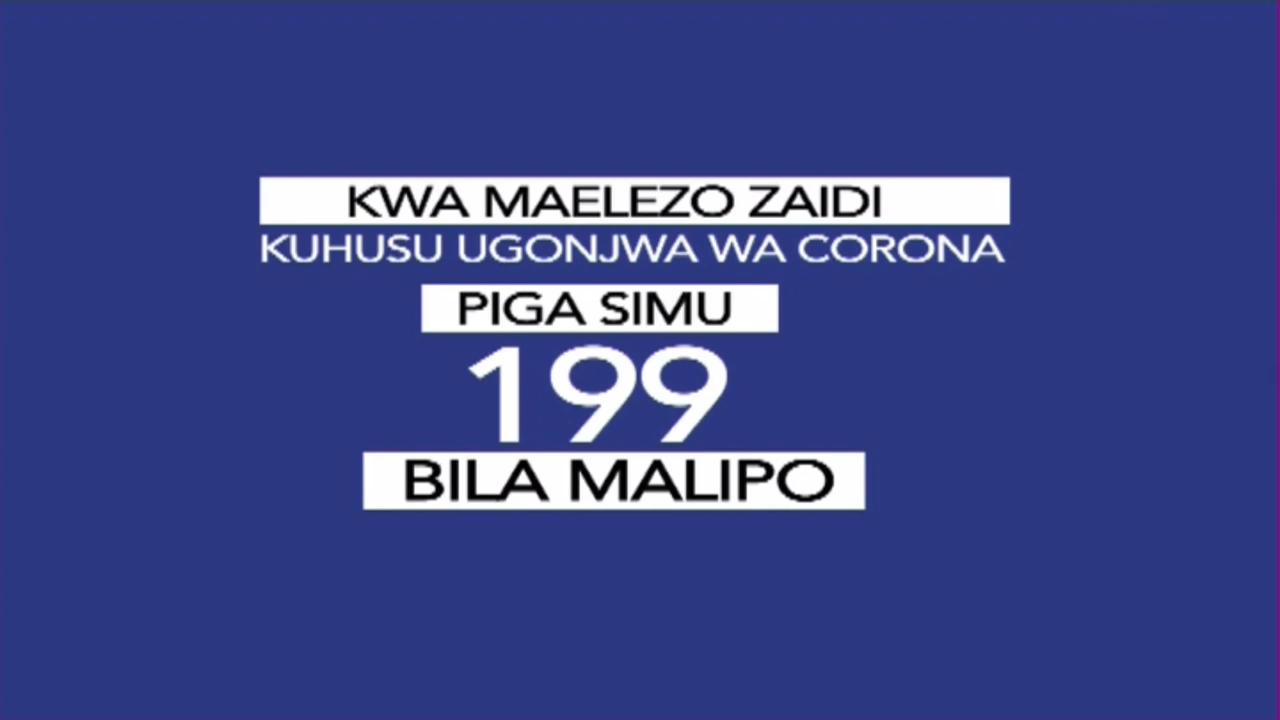 KWA MAELEZO ZAIDI
KUHUSU UGONJWA WA CORONA
PIGA SIMU
199
BILA MALIPO